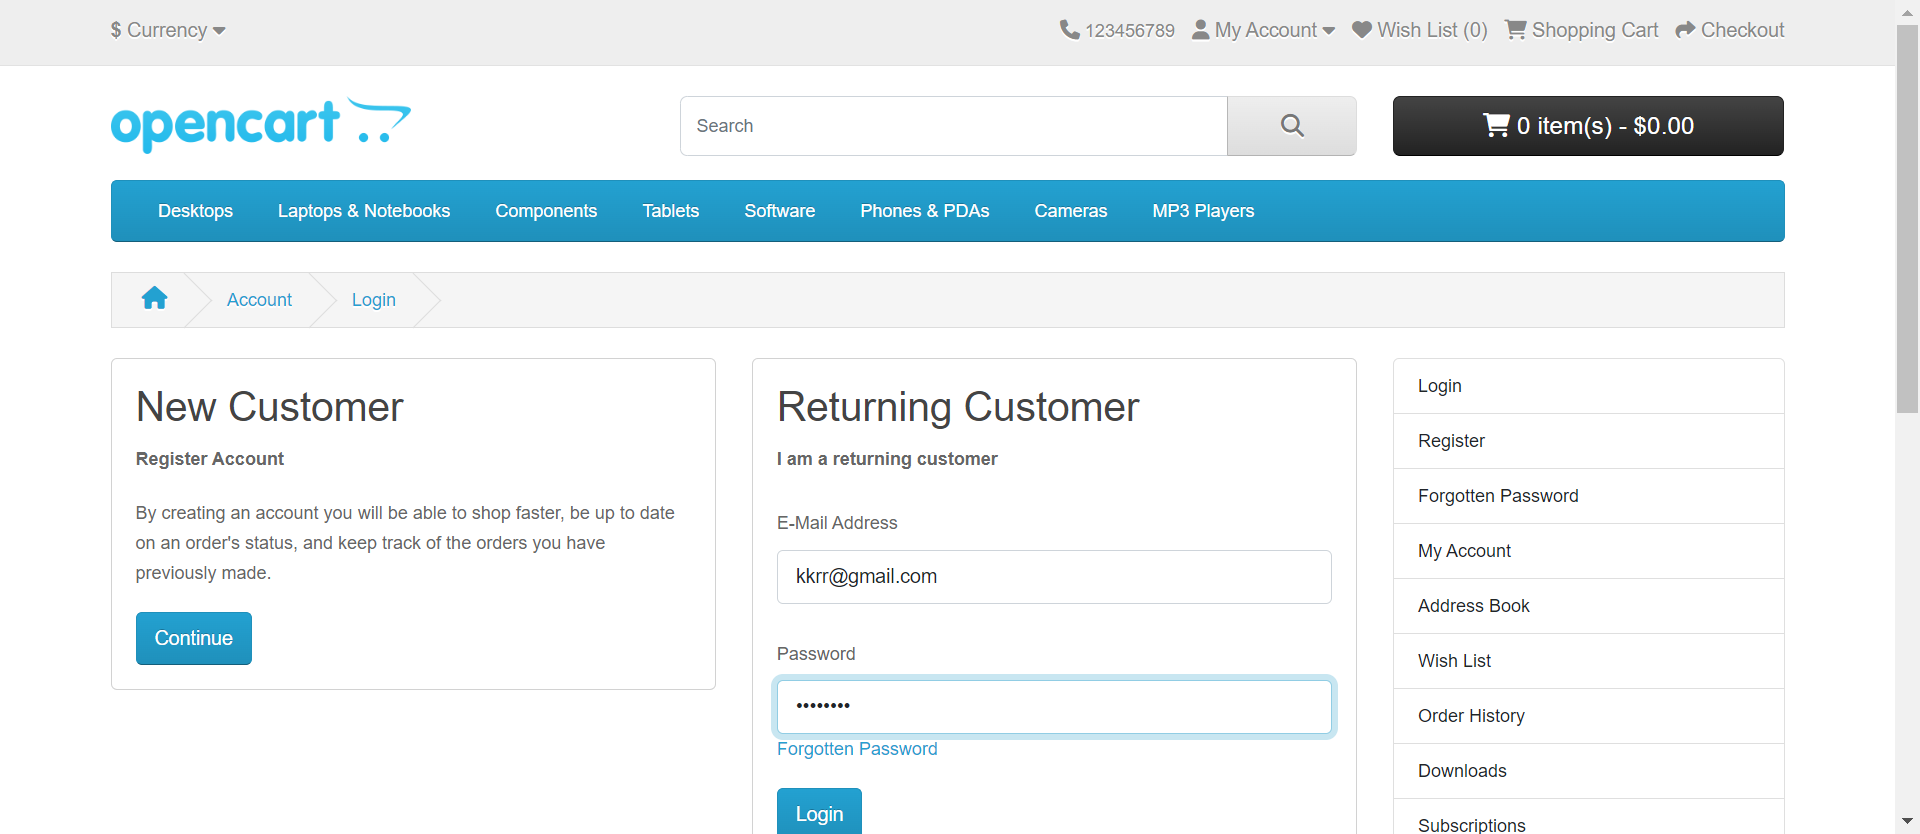 $ Currency
123456789 My Account Wish List (0) Shopping Cart Checkout
opencart
Search
0 item(s) - $0.00
Desktops Laptops & Notebooks Components Tablets Software Phones & PDAs Cameras MP3 Players
Account Login
New Customer
Register Account
By creating an account you will be able to shop faster, be up to date
on an order's status, and keep track of the orders you have
previously made.
Continue
Returning Customer
I am a returning customer
E-Mail Address
kkrr@gmail.com
Password
••••••••
Forgotten Password
Login
Login
Register
Forgotten Password
My Account
Address Book
Wish List
Order History
Downloads
Subscriptions